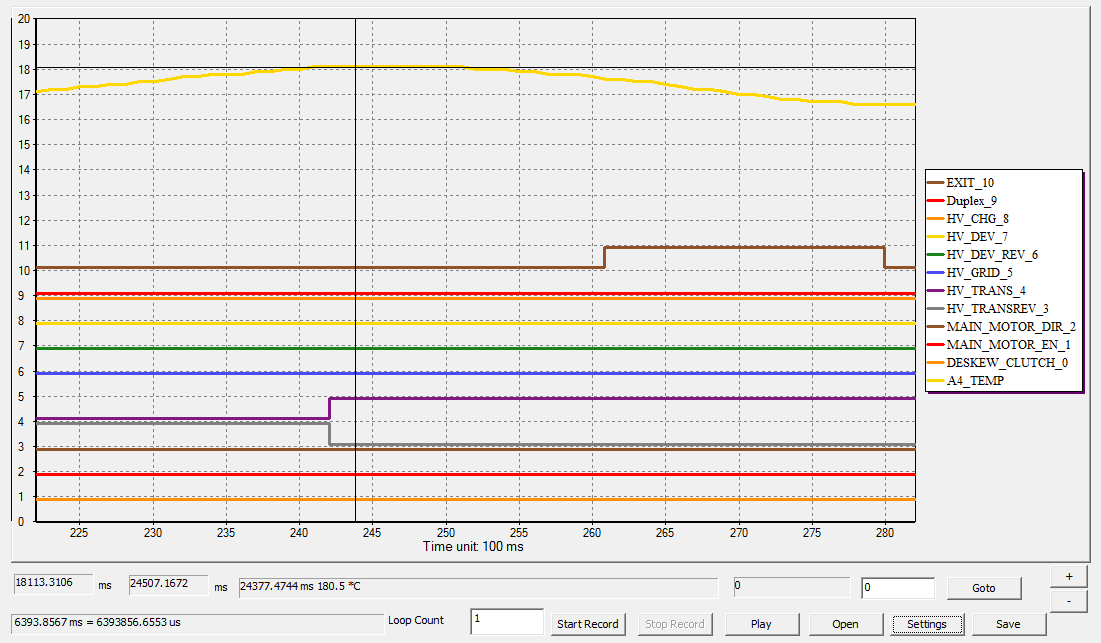 20
19
18
17
16
15
14
13
12
11
10
9
8
7
6
5
4
3
2
1
0
225 230 235 240 245 250 255 260 265 270 275 280
Time unit: 100 ms
EXIT_10
Duplex_9
HV_CHG_8
HV_DEV_7
HV_DEV_REV_6
HV_GRID_5
HV_TRANS_4
HV_TRANSREV_3
MAIN_MOTOR_DIR_2
MAIN_MOTOR_EN_1
DESKEW_CLUTCH_0
A4_TEMP
18113.3106 ms 24507.1672 ms 24377.4744 ms 180.5 °C 0 0 Goto +
-
6393.8567 ms = 6393856.6553 us Loop Count 1 Start Record Stop Record Play Open Settings Save